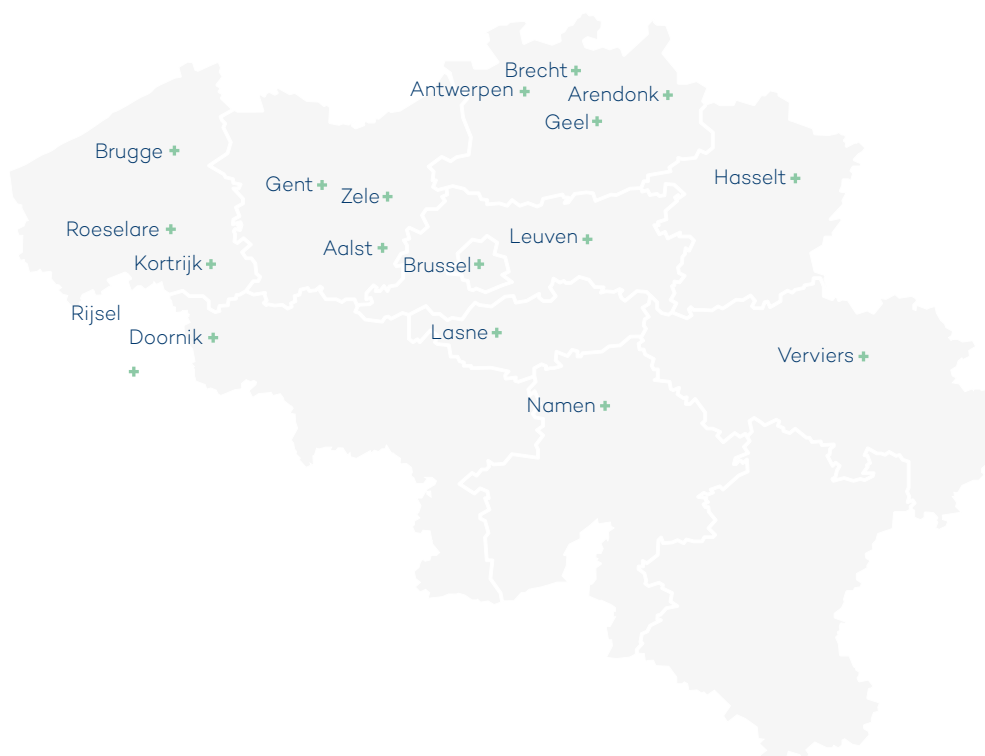 Brecht
Antwerpen
Arendonk
Geel
Brugge
Hasselt
Gent
Zele
Roeselare
Leuven
Aalst
Kortrijk
Brussel
Rijsel
Doornik
Lasne
Verviers
Namen